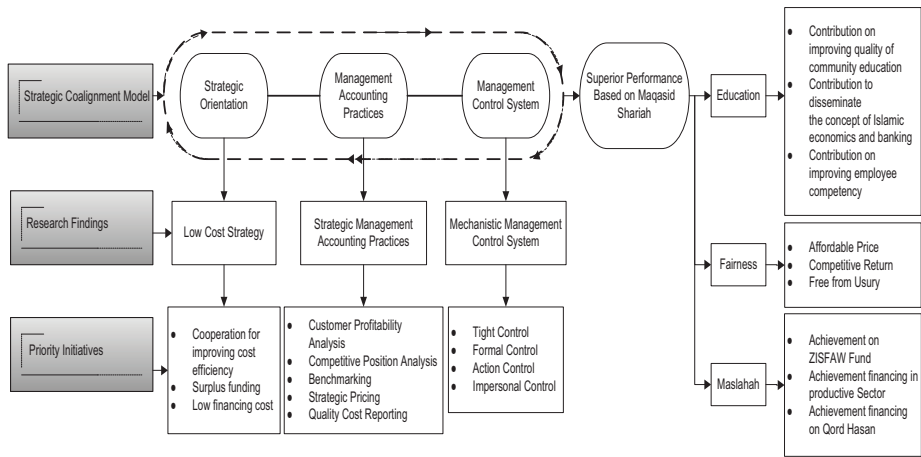 Strategic Coalignment Model
Strategic
Orientation
Management
Accounting
Practices
Management
Control System
Superior Performance
Based on Maqasid
Shariah
Education
Contribution on
improving quality of
community education
Contribution to
disseminate
the concept of Islamic
economics and banking
Contribution on
improving employee
competency
Research Findings
Low Cost Strategy
Strategic Management
Accounting Practices
Mechanistic Management
Control System
Fairness
Affordable Price
Competitive Return
Free from Usury
Priority Initiatives
Cooperation for
improving cost
efficiency
Surplus funding
Low financing cost
Customer Profitability
Analysis
Competitive Position Analysis
Benchmarking
Strategic Pricing
Quality Cost Reporting
Tight Control
Formal Control
Action Control
Impersonal Control
Maslahah
Achievement on
ZISFAW Fund
Achievement financing in
productive Sector
Achievement financing
on Qord Hasan